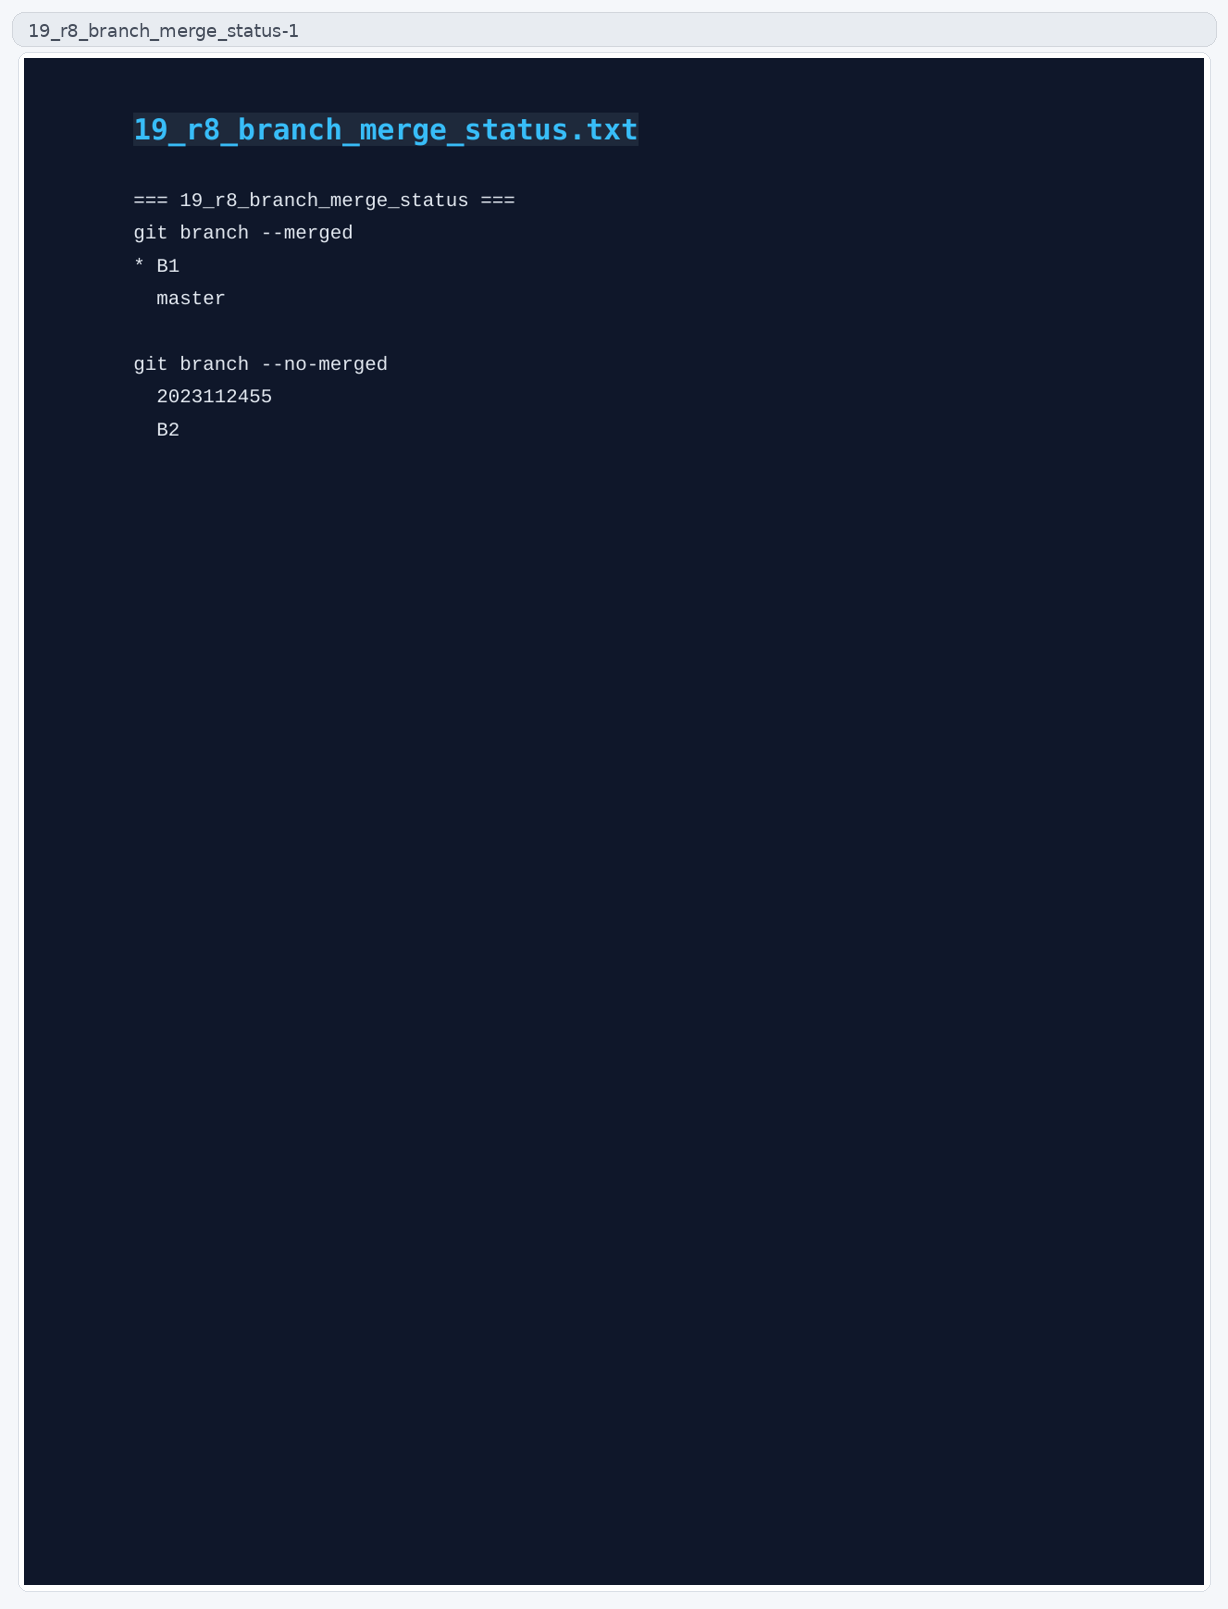 19_r8_branch_merge_status-1
19_r8_branch_merge_status.txt
=== 19_r8_branch_merge_status ===
git branch --merged
* B1
  master

git branch --no-merged
  2023112455
  B2